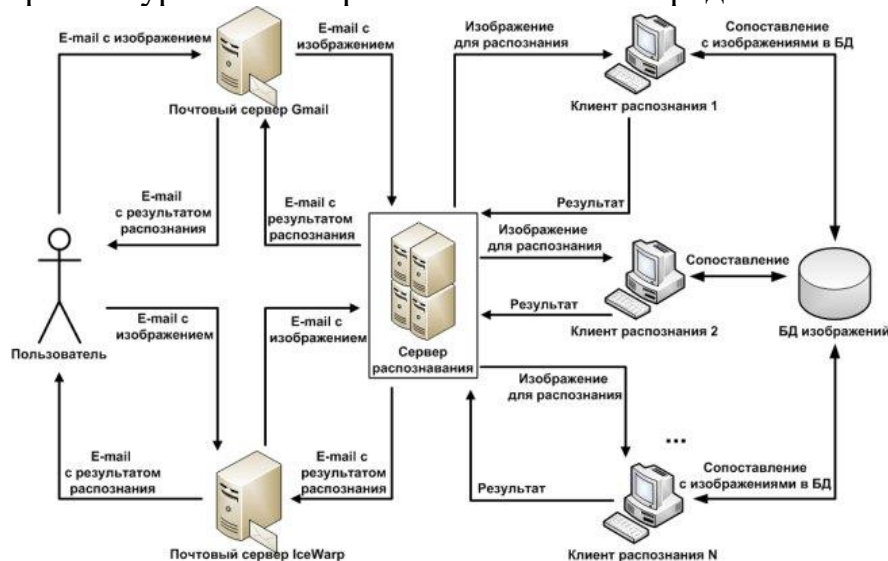 E-mail с изображением
E-mail с
изображением
Изображение
для распознания
Сопоставление
с изображениями в БД
Почтовый сервер Gmail
Клиент распознания 1
E-mail
с результатом
распознания
E-mail с
результатом
распознания
Результат
Изображение
для распознания
Сопоставление
Пользователь
E-mail с
изображением
E-mail с
изображением
Сервер
распознавания
Результат
Клиент распознания 2
БД изображений
Изображение
для распознания
...
E-mail
с результатом
распознания
E-mail с
результатом
распознания
Результат
Сопоставление
с изображениями в БД
Почтовый сервер IceWarp
Клиент распознания N